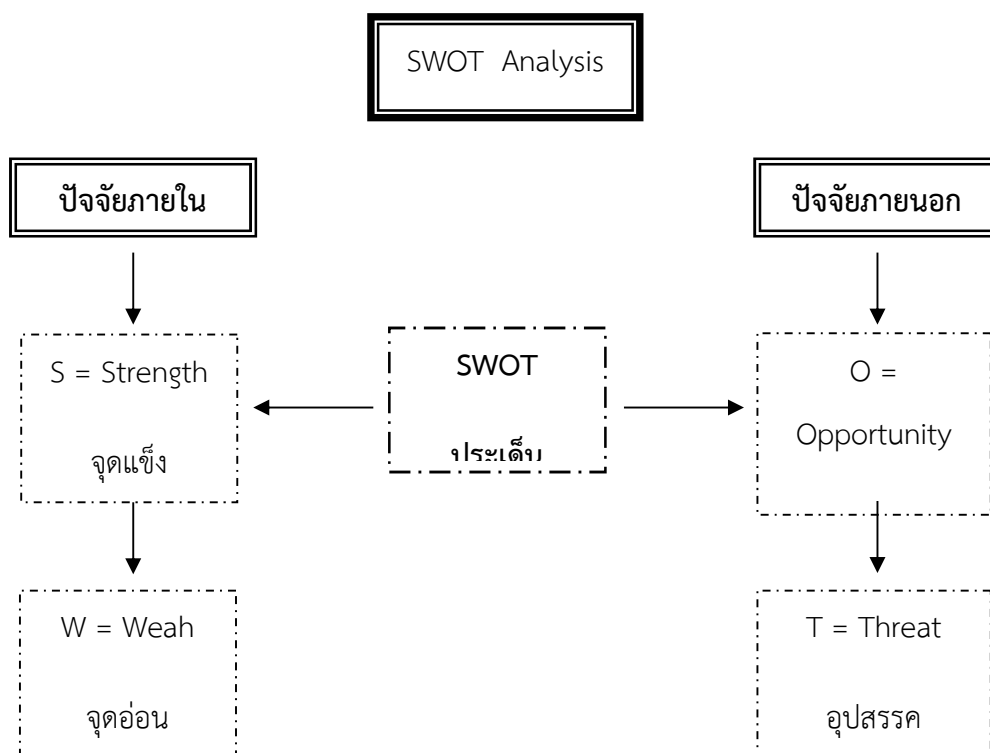 SWOT Analysis
ปัจจัยภายใน
ปัจจัยภายนอก
S = Strength
จุดแข็ง
SWOT
ประเด็น
O =
Opportunity
W = Weah
จุดอ่อน
T = Threat
อุปสรรค